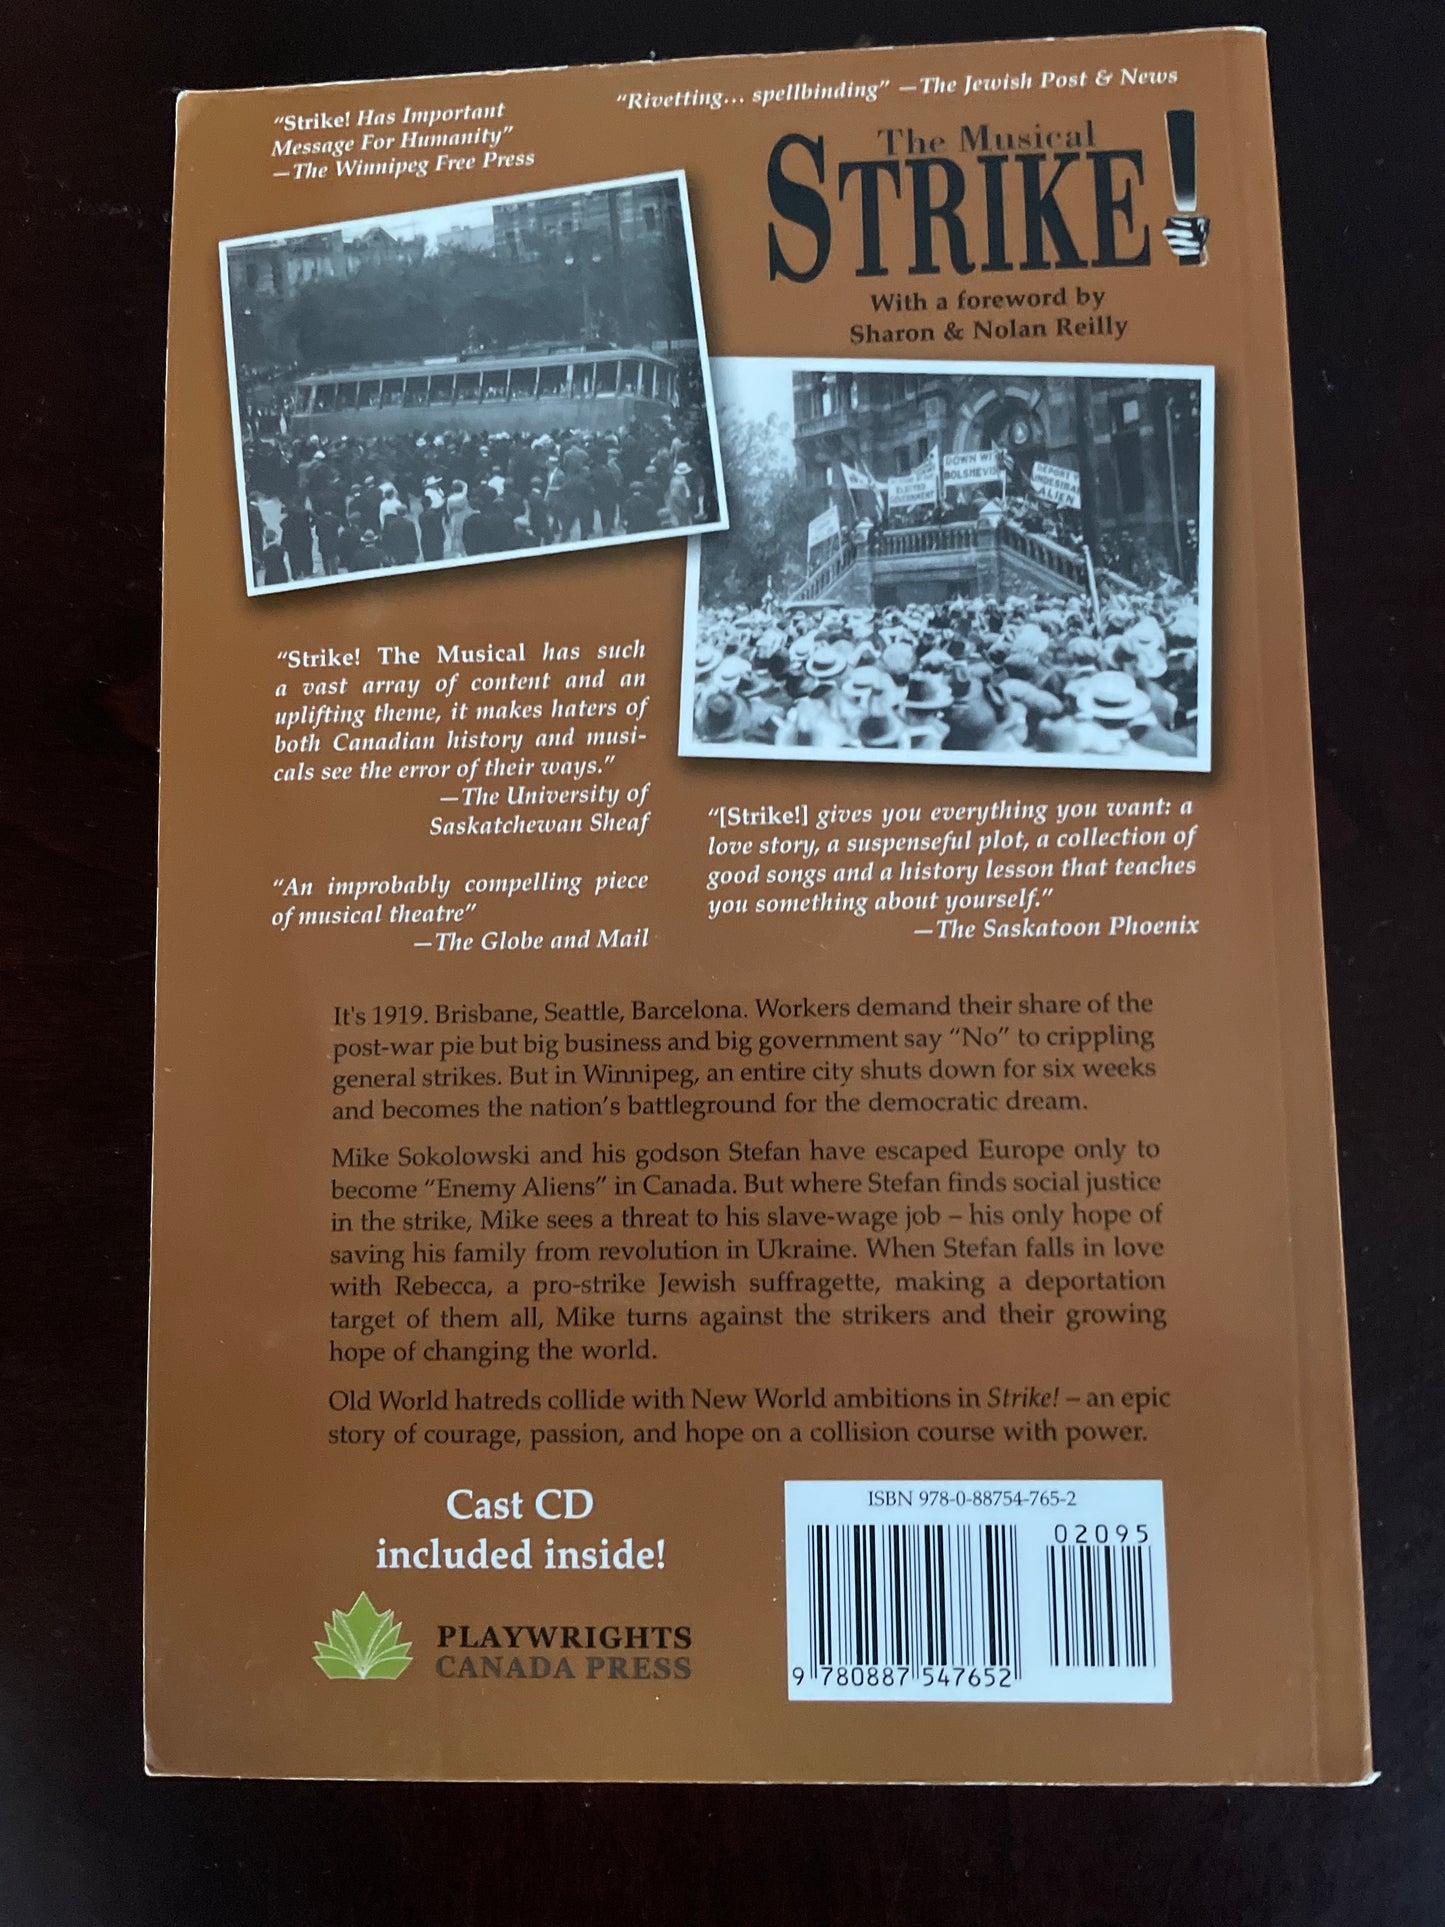 "Strike! Has Important
Message For Humanity"
—The Winnipeg Free Press
"Rivetting... spellbinding" —The Jewish Post & News
The Musical
STRIKE!
With a foreword by
Sharon & Nolan Reilly
ELECTED
GOVERNMENT
DOWN WI
BOLSHEVIS
DEPORT
UNDESIRA
ALIEN
"Strike! The Musical has such
a vast array of content and an
uplifting theme, it makes haters of
both Canadian history and musi-
cals see the error of their ways."
—The University of
Saskatchewan Sheaf
"An improbably compelling piece
of musical theatre"
—The Globe and Mail
"[Strike!] gives you everything you want: a
love story, a suspenseful plot, a collection of
good songs and a history lesson that teaches
you something about yourself."
—The Saskatoon Phoenix
It's 1919. Brisbane, Seattle, Barcelona. Workers demand their share of the
post-war pie but big business and big government say "No" to crippling
general strikes. But in Winnipeg, an entire city shuts down for six weeks
and becomes the nation's battleground for the democratic dream.
Mike Sokolowski and his godson Stefan have escaped Europe only to
become "Enemy Aliens" in Canada. But where Stefan finds social justice
in the strike, Mike sees a threat to his slave-wage job – his only hope of
saving his family from revolution in Ukraine. When Stefan falls in love
with Rebecca, a pro-strike Jewish suffragette, making a deportation
target of them all, Mike turns against the strikers and their growing
hope of changing the world.
Old World hatreds collide with New World ambitions in Strike! – an epic
story of courage, passion, and hope on a collision course with power.
Cast CD
included inside!
PLAYWRIGHTS
CANADA PRESS
ISBN 978-0-88754-765-2
02095
9 780887 547652